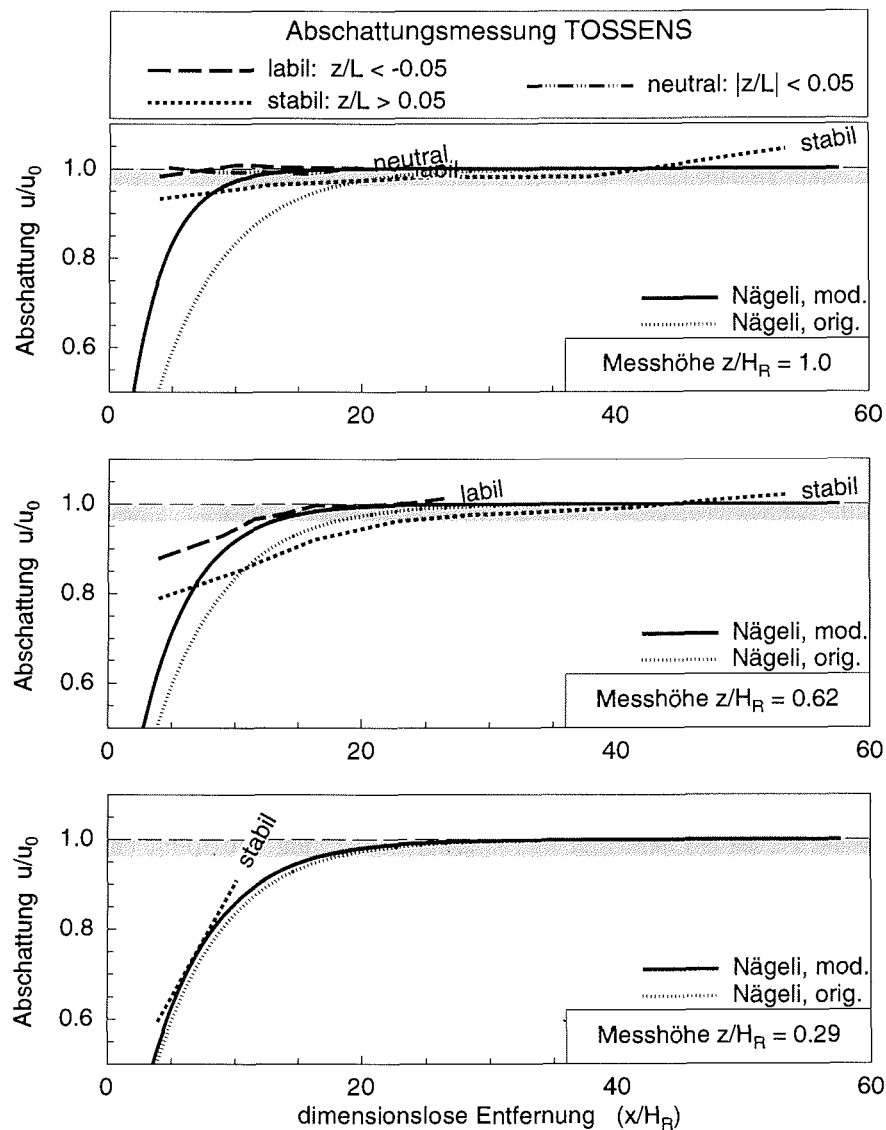 Abschattungsmessung TOSSENS
labil: z/L < -0.05
neutral: |z/L| < 0.05
stabil: z/L > 0.05
Abschattung u/u0
1.0
0.8
0.6
neutral
labil
stabil
Nägeli, mod.
Nägeli, orig.
Messhöhe z/HR = 1.0
0 20 40 60
Abschattung u/u0
1.0
0.8
0.6
labil
stabil
Nägeli, mod.
Nägeli, orig.
Messhöhe z/HR = 0.62
0 20 40 60
Abschattung u/u0
1.0
0.8
0.6
stabil
Nägeli, mod.
Nägeli, orig.
Messhöhe z/HR = 0.29
0 20 40 60
dimensionslose Entfernung (x/HR)